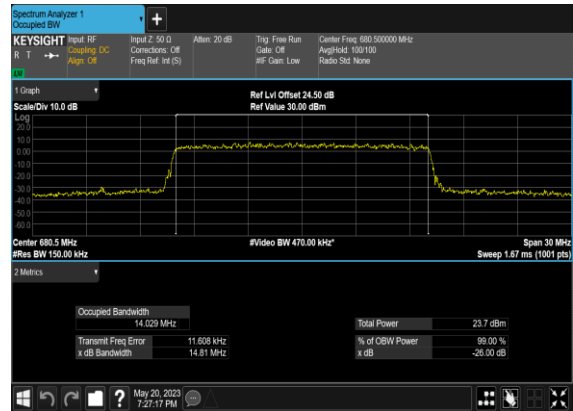 Spectrum Analyzer 1
Occupied BW
+
KEYSIGHT Input: RF Input Z: 50 Ω Atten: 20 dB Trig: Free Run Center Freq: 680.500000 MHz
R T Coupling: DC Corrections: Off Gate: Off Avg|Hold: 100/100
Align: Off Freq Ref: Int (S) #IF Gain: Low Radio Std: None
LU
1 Graph
Ref Lvl Offset 24.50 dB
Scale/Div 10.0 dB Ref Value 30.00 dBm
Log
20.0
10.0
0.00
-10.0
-20.0
-30.0
-40.0
-50.0
-60.0
Center 680.5 MHz #Video BW 470.00 kHz* Span 30 MHz
#Res BW 150.00 kHz Sweep 1.67 ms (1001 pts)
2 Metrics
Occupied Bandwidth
14.029 MHz Total Power 23.7 dBm
Transmit Freq Error 11.608 kHz % of OBW Power 99.00 %
x dB Bandwidth 14.81 MHz x dB -26.00 dB
? May 20, 2023
7:27:17 PM